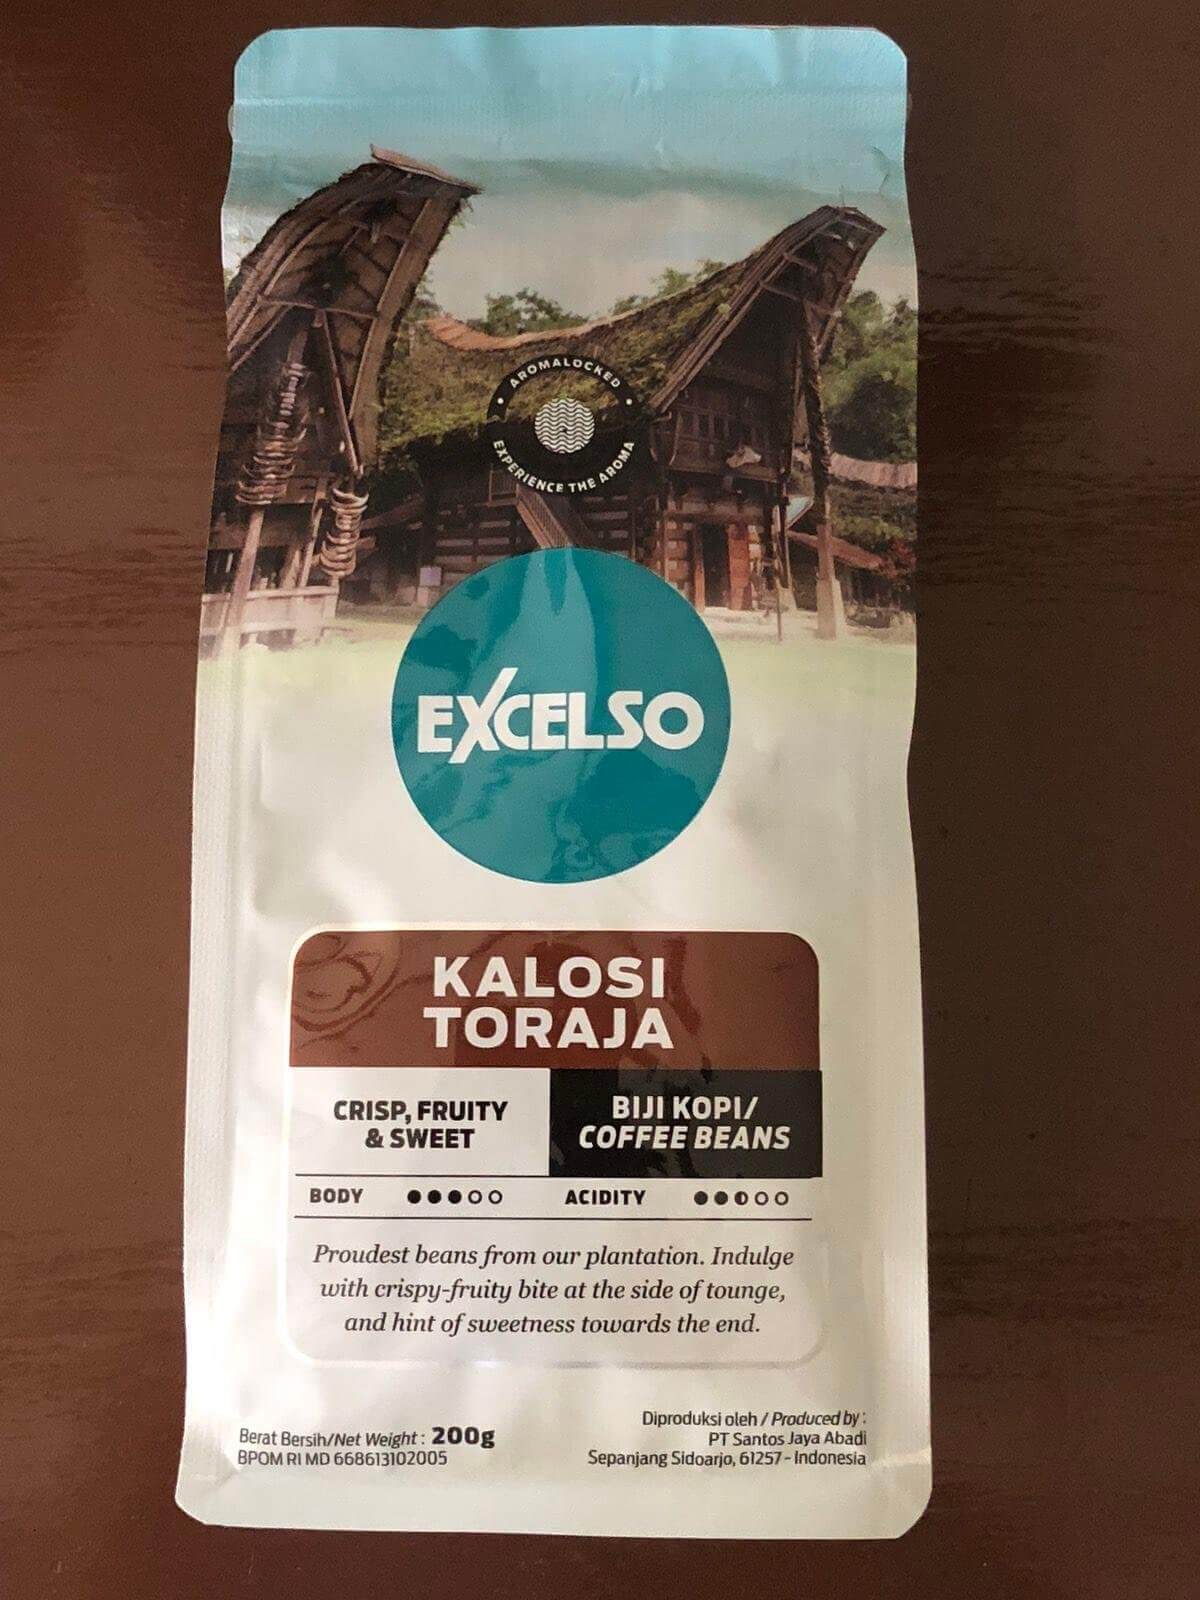 AROMALOCKED
EXPERIENCE THE AROMA
EXCELSO
KALOSI
TORAJA
CRISP, FRUITY
& SWEET
BIJI KOPI/
COFFEE BEANS
BODY
ACIDITY
Proudest beans from our plantation. Indulge
with crispy-fruity bite at the side of tounge,
and hint of sweetness towards the end.
Berat Bersih/Net Weight : 200g
BPOM RI MD 668613102005
Diproduksi oleh / Produced by :
PT Santos Jaya Abadi
Sepanjang Sidoarjo, 61257 - Indonesia